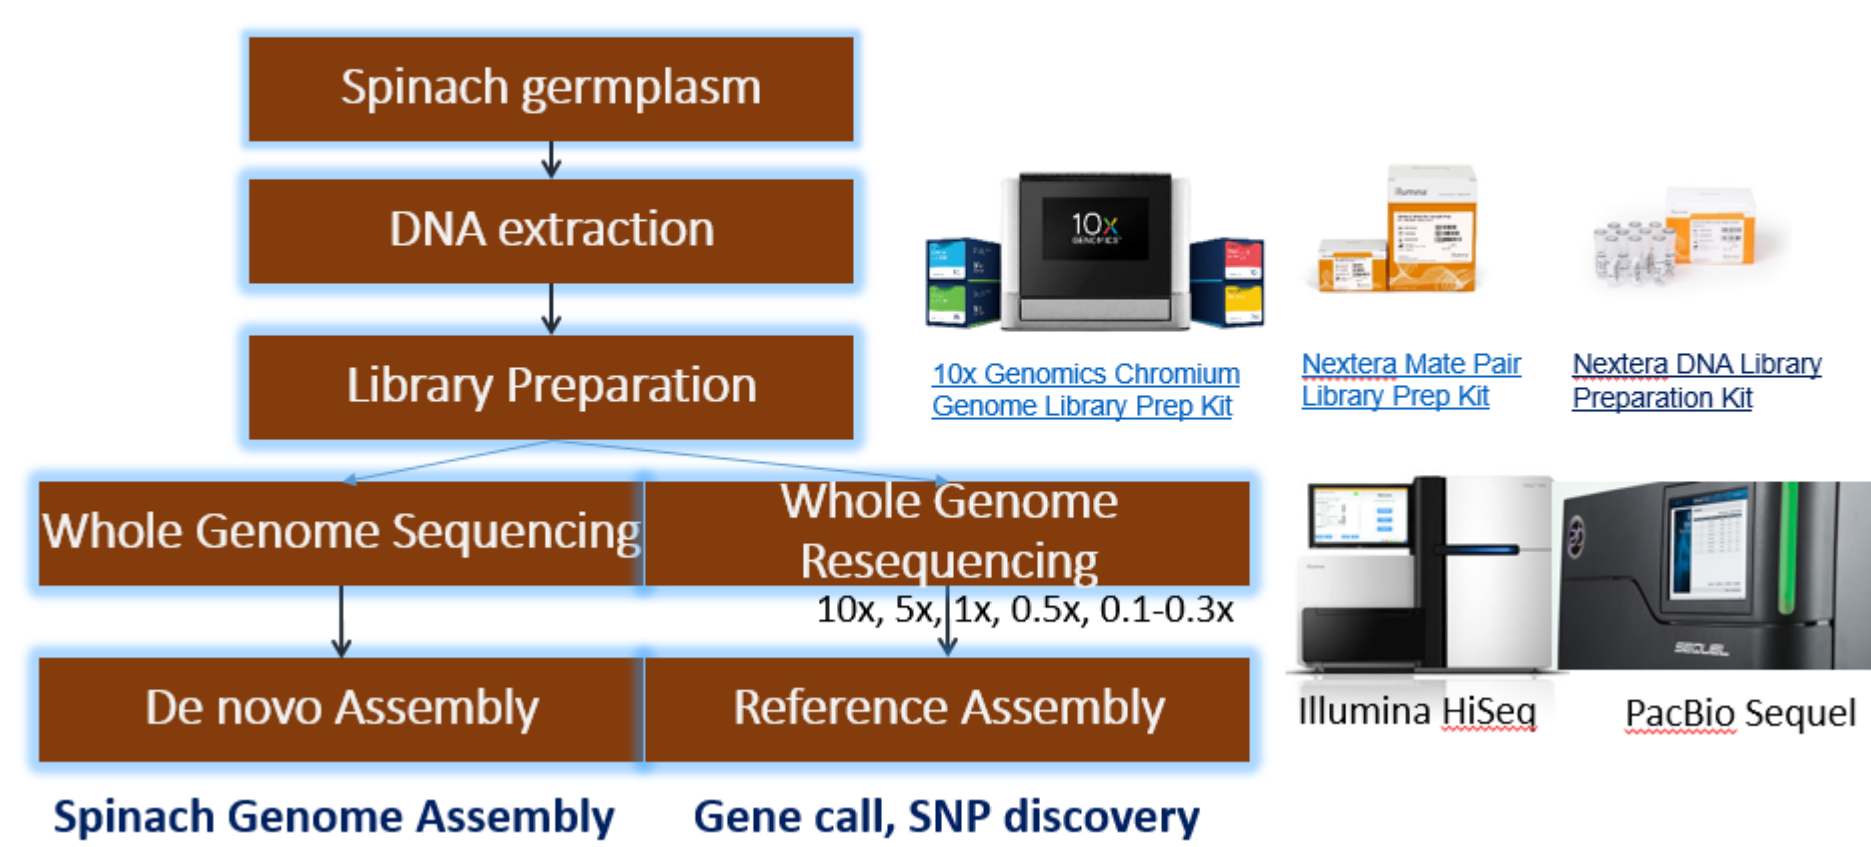 Spinach germplasm
DNA extraction
Library Preparation
10x
GENOMICS
illumina
10x Genomics Chromium
Genome Library Prep Kit
Nextera Mate Pair
Library Prep Kit
Nextera DNA Library
Preparation Kit
Whole Genome Sequencing
Whole Genome
Resequencing
10x, 5x, 1x, 0.5x, 0.1-0.3x
De novo Assembly
Reference Assembly
SEQUEL
Illumina HiSeq
PacBio Sequel
Spinach Genome Assembly
Gene call, SNP discovery